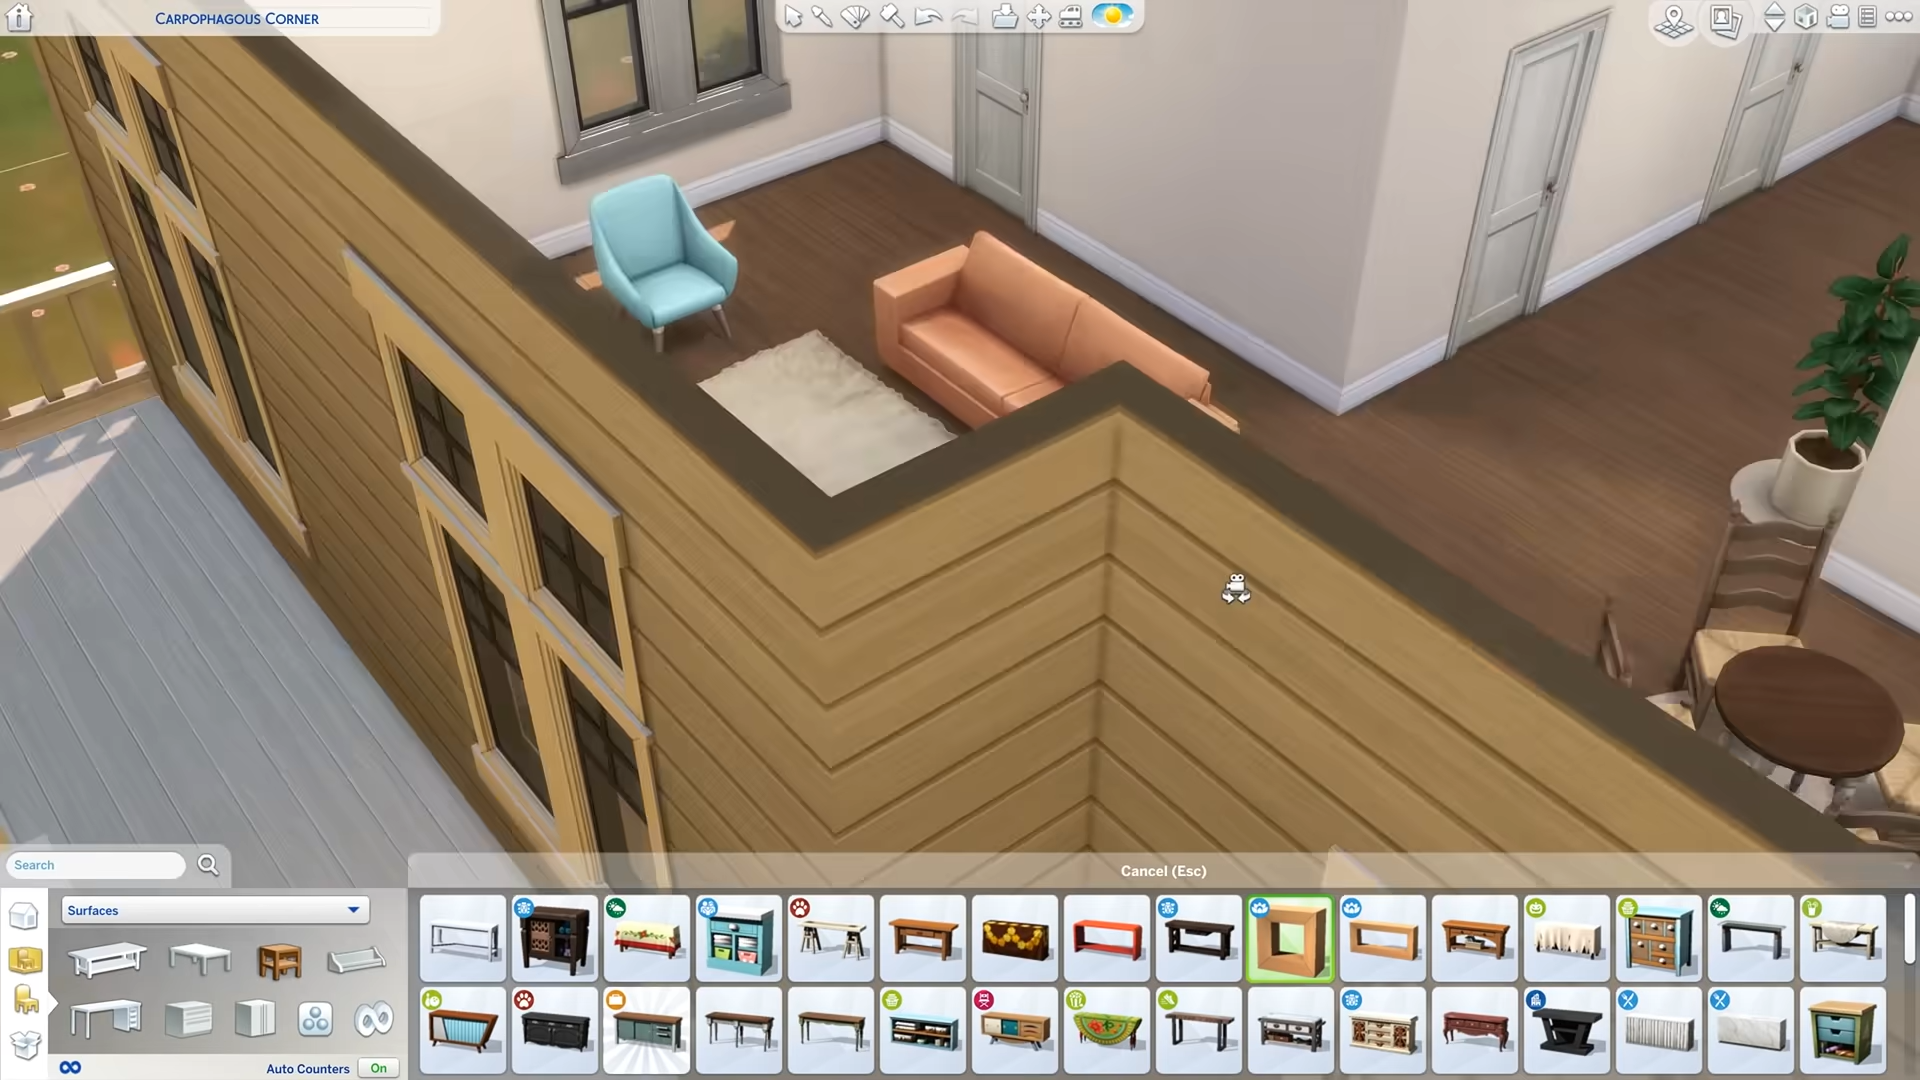 Carpophagous Corner
Search
Cancel (Esc)
Surfaces
Auto Counters
On